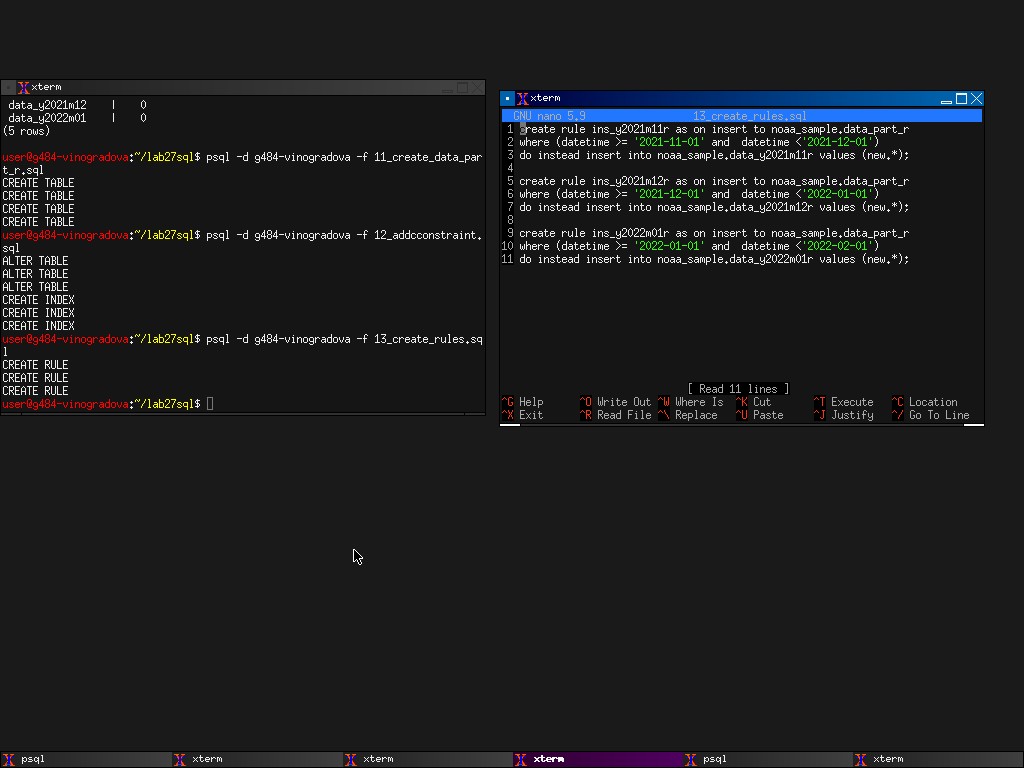 xterm
data_y2021m12 | 0
data_y2022m01 | 0
(5 rows)
user@g484-vinogradova:~/lab27sql$ psql -d g484-vinogradova -f 11_create_data_par
t_r.sql
CREATE TABLE
CREATE TABLE
CREATE TABLE
CREATE TABLE
user@g484-vinogradova:~/lab27sql$ psql -d g484-vinogradova -f 12_addcconstraint.
sql
ALTER TABLE
ALTER TABLE
ALTER TABLE
CREATE INDEX
CREATE INDEX
CREATE INDEX
user@g484-vinogradova:~/lab27sql$ psql -d g484-vinogradova -f 13_create_rules.sq
l
CREATE RULE
CREATE RULE
CREATE RULE
user@g484-vinogradova:~/lab27sql$
xterm
GNU nano 5.9 13_create_rules.sql
1 create rule ins_y2021m11r as on insert to noaa_sample.data_part_r
2 where (datetime >= '2021-11-01' and datetime <'2021-12-01')
3 do instead insert into noaa_sample.data_y2021m11r values (new.*);
4
5 create rule ins_y2021m12r as on insert to noaa_sample.data_part_r
6 where (datetime >= '2021-12-01' and datetime <'2022-01-01')
7 do instead insert into noaa_sample.data_y2021m12r values (new.*);
8
9 create rule ins_y2022m01r as on insert to noaa_sample.data_part_r
10 where (datetime >= '2022-01-01' and datetime <'2022-02-01')
11 do instead insert into noaa_sample.data_y2022m01r values (new.*);
[ Read 11 lines ]
^G Help ^O Write Out ^W Where Is ^K Cut ^T Execute ^C Location
^X Exit ^R Read File ^\ Replace ^U Paste ^J Justify ^/ Go To Line
psql xterm xterm xterm psql xterm